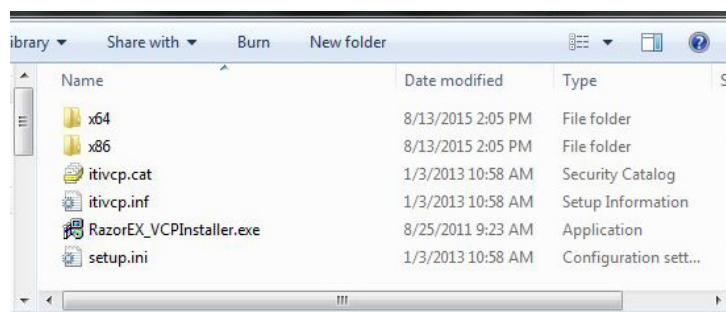 ibrary Share with Burn New folder
Name Date modified Type S
x64 8/13/2015 2:05 PM File folder
x86 8/13/2015 2:05 PM File folder
itivcp.cat 1/3/2013 10:58 AM Security Catalog
itivcp.inf 1/3/2013 10:58 AM Setup Information
RazorEX_VCPInstaller.exe 8/25/2011 9:23 AM Application
setup.ini 1/3/2013 10:58 AM Configuration sett...